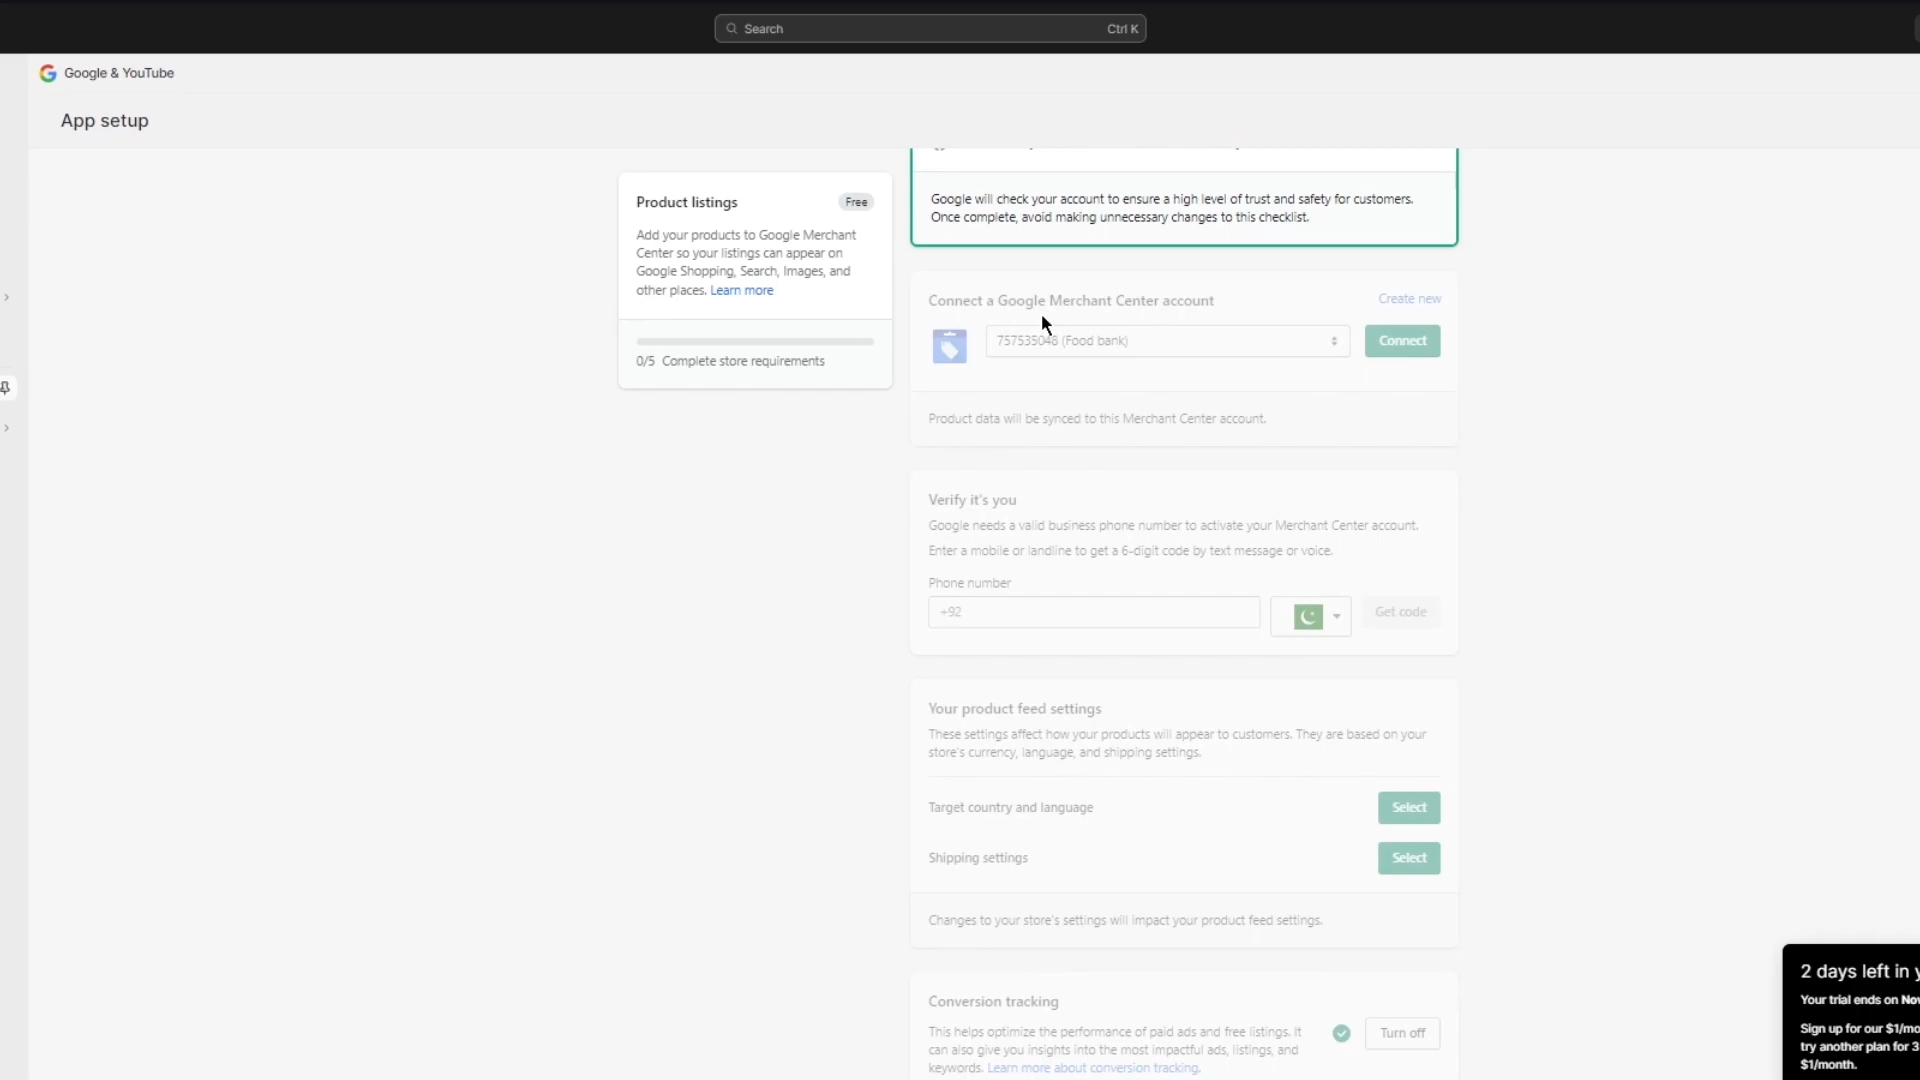 Search
Ctrl K
Google & YouTube
App setup
Product listings
Free
Add your products to Google Merchant
Center so your listings can appear on
Google Shopping, Search, Images, and
other places. Learn more
0/5 Complete store requirements
Google will check your account to ensure a high level of trust and safety for customers.
Once complete, avoid making unnecessary changes to this checklist.
Connect a Google Merchant Center account
Create new
757535048 (Food bank)
Connect
Product data will be synced to this Merchant Center account.
Verify it's you
Google needs a valid business phone number to activate your Merchant Center account.
Enter a mobile or landline to get a 6-digit code by text message or voice.
Phone number
+92
Get code
Your product feed settings
These settings affect how your products will appear to customers. They are based on your
store's currency, language, and shipping settings.
Target country and language
Select
Shipping settings
Select
Changes to your store's settings will impact your product feed settings.
Conversion tracking
This helps optimize the performance of paid ads and free listings. It
can also give you insights into the most impactful ads, listings, and
keywords. Learn more about conversion tracking.
Turn off
2 days left in
Your trial ends on
Sign up for our $1/mo
try another plan for 3
$1/month.